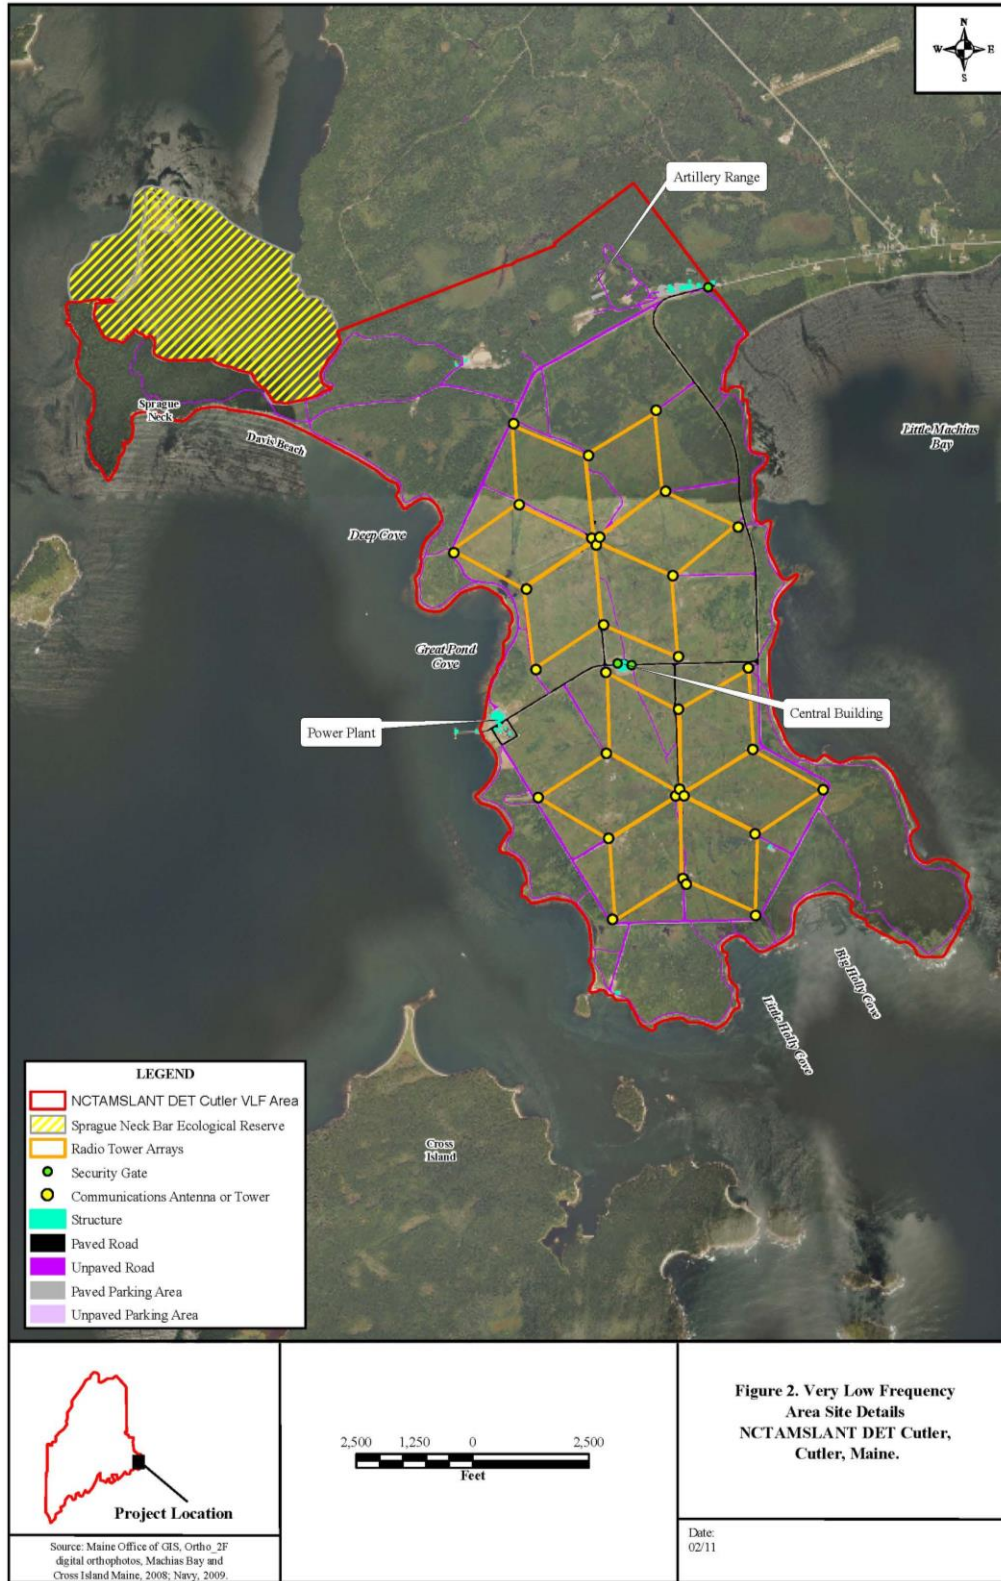 N
W E
S
Artillery Range
Sprague
Neck
Davis Beach
Little Machias
Bay
Deep Cove
Great Pond
Cove
Power Plant
Central Building
Big Holly Cove
Little Holly Cove
Cross
Island
LEGEND
NCTAMSLANT DET Cutler VLF Area
Sprague Neck Bar Ecological Reserve
Radio Tower Arrays
Security Gate
Communications Antenna or Tower
Structure
Paved Road
Unpaved Road
Paved Parking Area
Unpaved Parking Area
Project Location
Source: Maine Office of GIS, Ortho_2F
digital orthophotos, Machias Bay and
Cross Island Maine, 2008; Navy, 2009.
2,500 1,250 0 2,500
Feet
Figure 2. Very Low Frequency
Area Site Details
NCTAMSLANT DET Cutler,
Cutler, Maine.
Date:
02/11